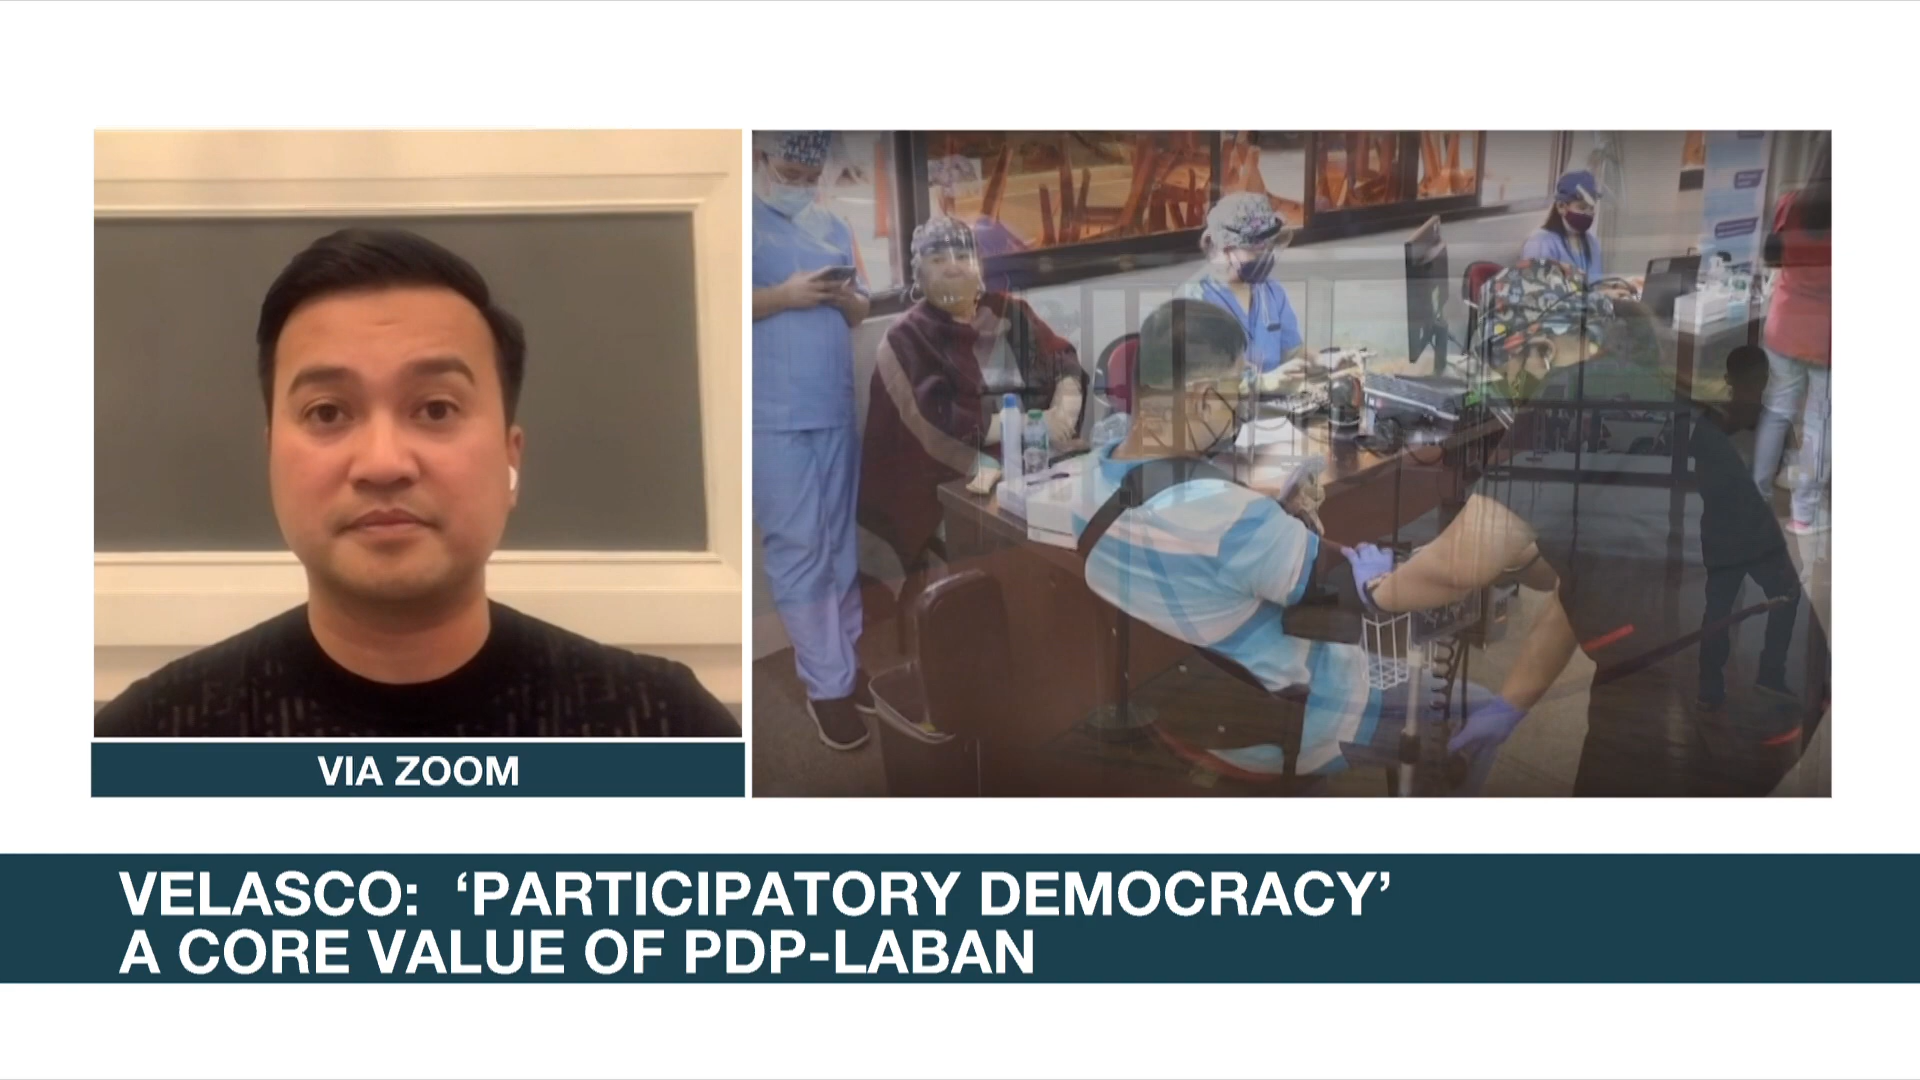 VIA ZOOM
VELASCO: ‘PARTICIPATORY DEMOCRACY’
A CORE VALUE OF PDP-LABAN